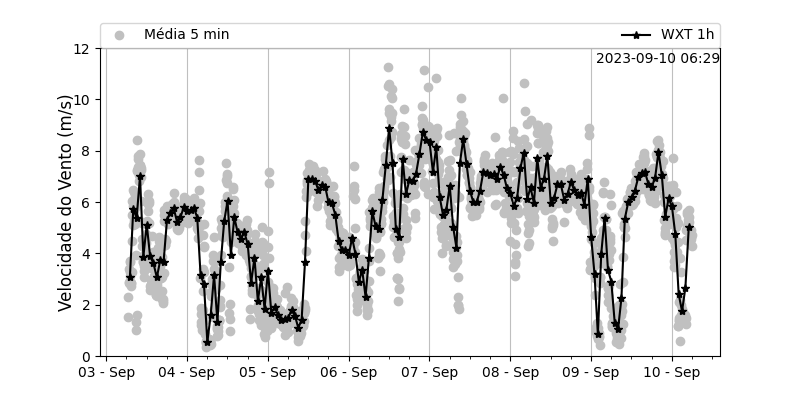 Média 5 min
WXT 1h
2023-09-10 06:29
Velocidade do Vento (m/s)
12
10
8
6
4
2
0
03 - Sep 04 - Sep 05 - Sep 06 - Sep 07 - Sep 08 - Sep 09 - Sep 10 - Sep